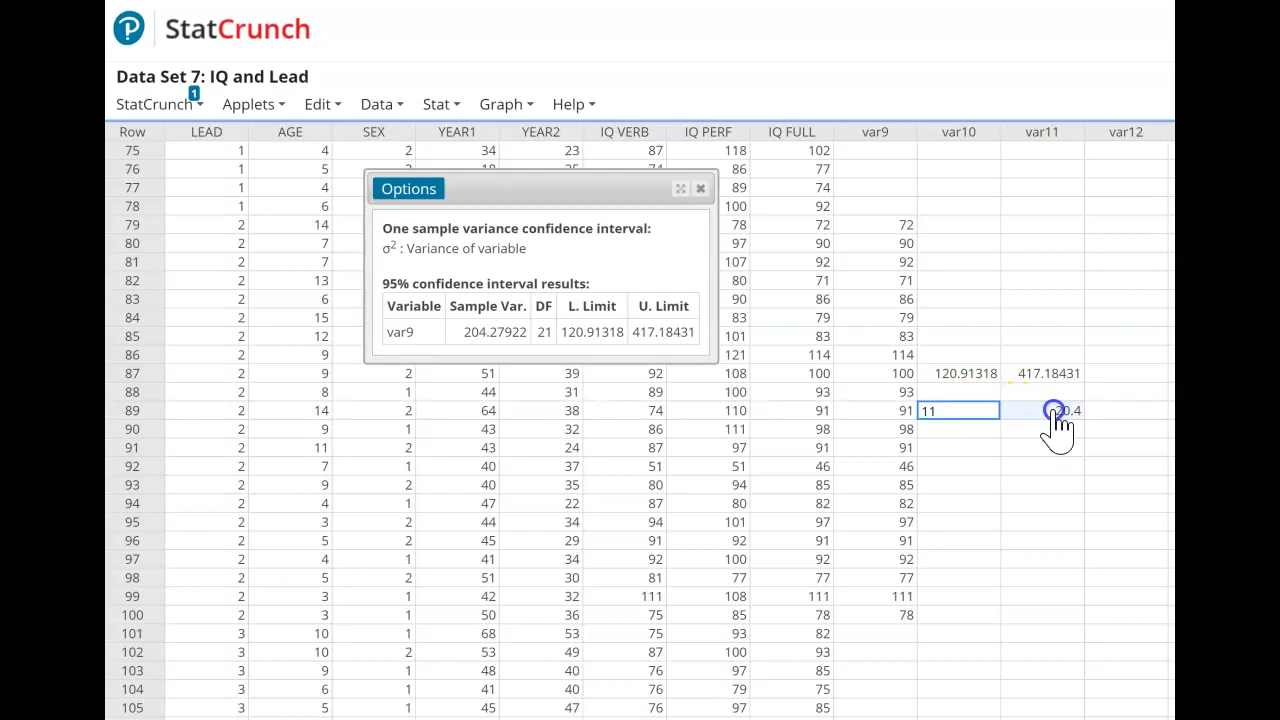 StatCrunch
Data Set 7: IQ and Lead
1
StatCrunch Applets Edit Data Stat Graph Help
Row LEAD AGE SEX YEAR1 YEAR2 IQ VERB IQ PERF IQ FULL var9 var10 var11 var12
75 1 4 2 34 23 87 118 102
76 1 5 86 77
77 1 4 89 74
78 1 6 100 92
79 2 14 78 72 72
80 2 7 97 90 90
81 2 7 107 92 92
82 2 13 80 71 71
83 2 6 90 86 86
84 2 15 83 79 79
85 2 12 101 83 83
86 2 9 121 114 114
87 2 9 2 51 39 92 108 100 100 120.91318 417.18431
88 2 8 1 44 31 89 100 93 93
89 2 14 2 64 38 74 110 91 91 11 20.4
90 2 9 1 43 32 86 111 98 98
91 2 11 2 43 24 87 97 91 91
92 2 7 1 40 37 51 51 46 46
93 2 9 2 40 35 80 94 85 85
94 2 4 1 47 22 87 80 82 82
95 2 3 2 44 34 94 101 97 97
96 2 5 2 45 29 91 92 91 91
97 2 4 1 41 34 92 100 92 92
98 2 5 2 51 30 81 77 77 77
99 2 3 1 42 32 111 108 111 111
100 2 3 1 50 36 75 85 78 78
101 3 10 1 68 53 75 93 82
102 3 10 2 53 49 87 100 93
103 3 9 1 48 40 76 97 85
104 3 6 1 41 40 76 79 75
105 3 5 1 45 47 76 97 85
Options
One sample variance confidence interval:
σ² : Variance of variable
95% confidence interval results:
Variable Sample Var. DF L. Limit U. Limit
var9 204.27922 21 120.91318 417.18431